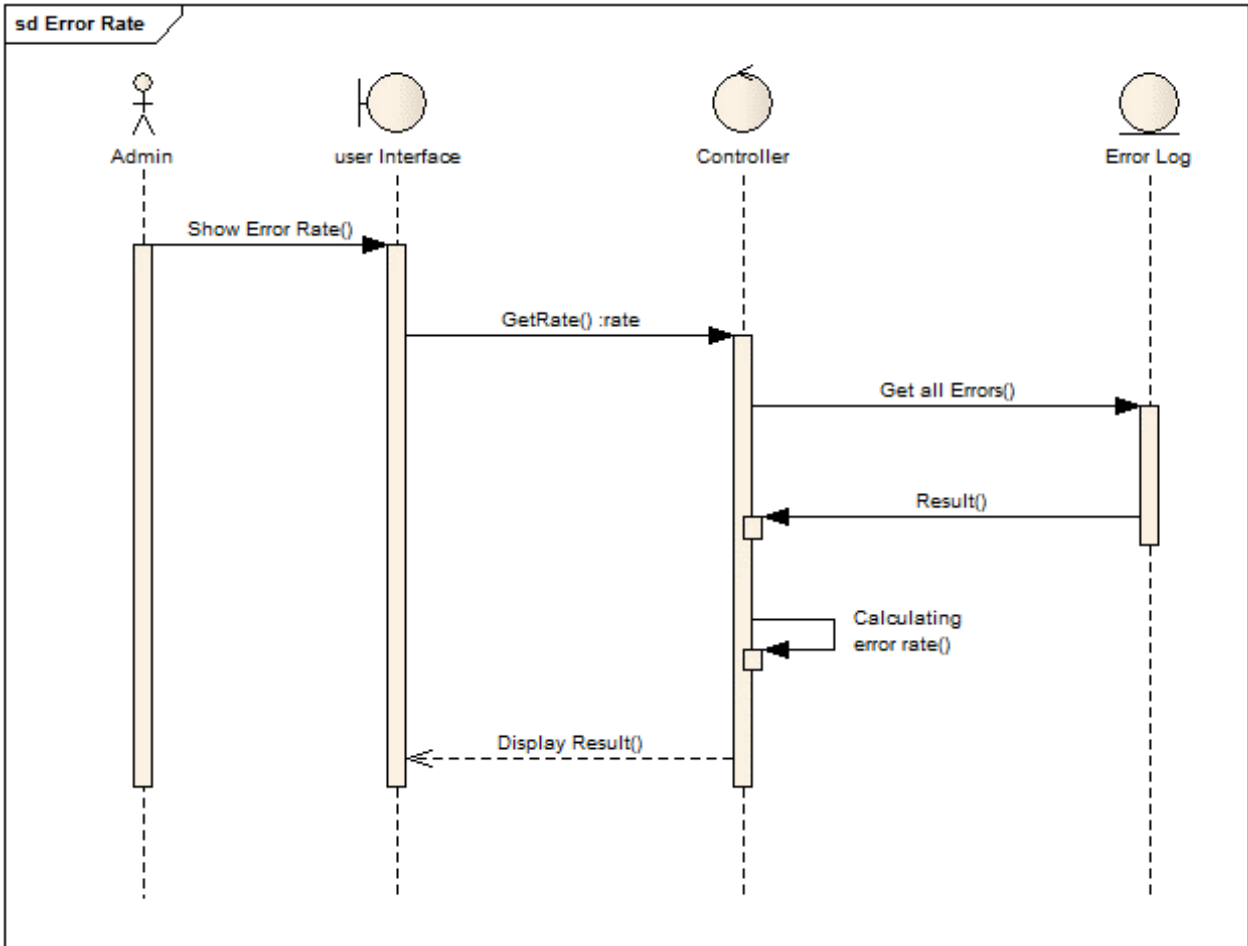 sd Error Rate
Admin
user Interface
Controller
Error Log
Show Error Rate()
GetRate() :rate
Get all Errors()
Result()
Calculating
error rate()
Display Result()